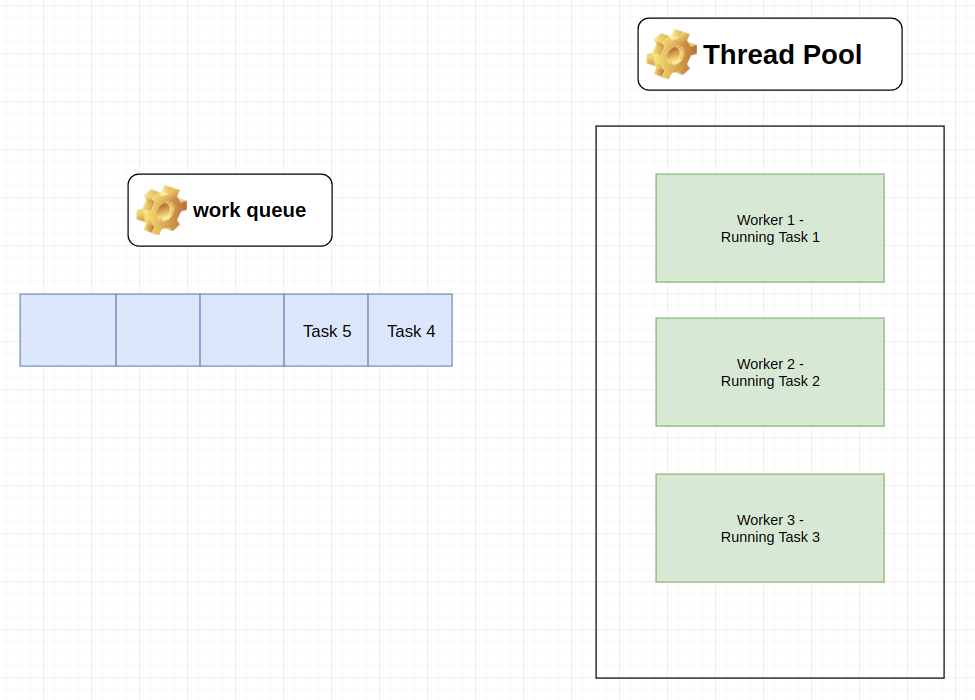 Thread Pool
work queue
Task 5
Task 4
Worker 1 -
Running Task 1
Worker 2 -
Running Task 2
Worker 3 -
Running Task 3